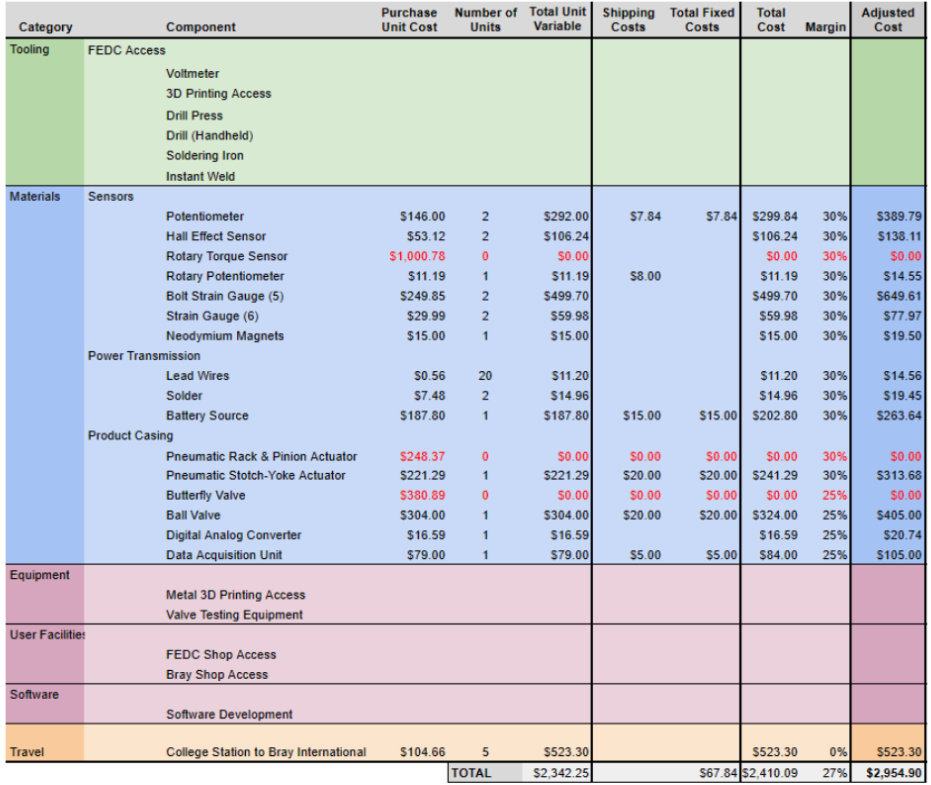 Category Component Purchase Unit Cost Number of Units Total Unit Variable Shipping Costs Total Fixed Costs Total Cost Margin Adjusted Cost
Tooling FEDC Access
Voltmeter
3D Printing Access
Drill Press
Drill (Handheld)
Soldering Iron
Instant Weld
Materials Sensors
Potentiometer $146.00 2 $292.00 $7.84 $7.84 $299.84 30% $389.79
Hall Effect Sensor $53.12 2 $106.24 $106.24 30% $138.11
Rotary Torque Sensor $1,000.78 0 $0.00 $0.00 30% $0.00
Rotary Potentiometer $11.19 1 $11.19 $8.00 $11.19 30% $14.55
Bolt Strain Gauge (5) $249.85 2 $499.70 $499.70 30% $649.61
Strain Gauge (6) $29.99 2 $59.98 $59.98 30% $77.97
Neodymium Magnets $15.00 1 $15.00 $15.00 30% $19.50
Power Transmission
Lead Wires $0.56 20 $11.20 $11.20 30% $14.56
Solder $7.48 2 $14.96 $14.96 30% $19.45
Battery Source $187.80 1 $187.80 $15.00 $15.00 $202.80 30% $263.64
Product Casing
Pneumatic Rack & Pinion Actuator $248.37 0 $0.00 $0.00 $0.00 $0.00 30% $0.00
Pneumatic Stotch-Yoke Actuator $221.29 1 $221.29 $20.00 $20.00 $241.29 30% $313.68
Butterfly Valve $380.89 0 $0.00 $0.00 $0.00 $0.00 25% $0.00
Ball Valve $304.00 1 $304.00 $20.00 $20.00 $324.00 25% $405.00
Digital Analog Converter $16.59 1 $16.59 $16.59 25% $20.74
Data Acquisition Unit $79.00 1 $79.00 $5.00 $5.00 $84.00 25% $105.00
Equipment
Metal 3D Printing Access
Valve Testing Equipment
User Facilities
FEDC Shop Access
Bray Shop Access
Software
Software Development
Travel College Station to Bray International $104.66 5 $523.30 $523.30 0% $523.30
TOTAL $2,342.25 $67.84 $2,410.09 27% $2,954.90